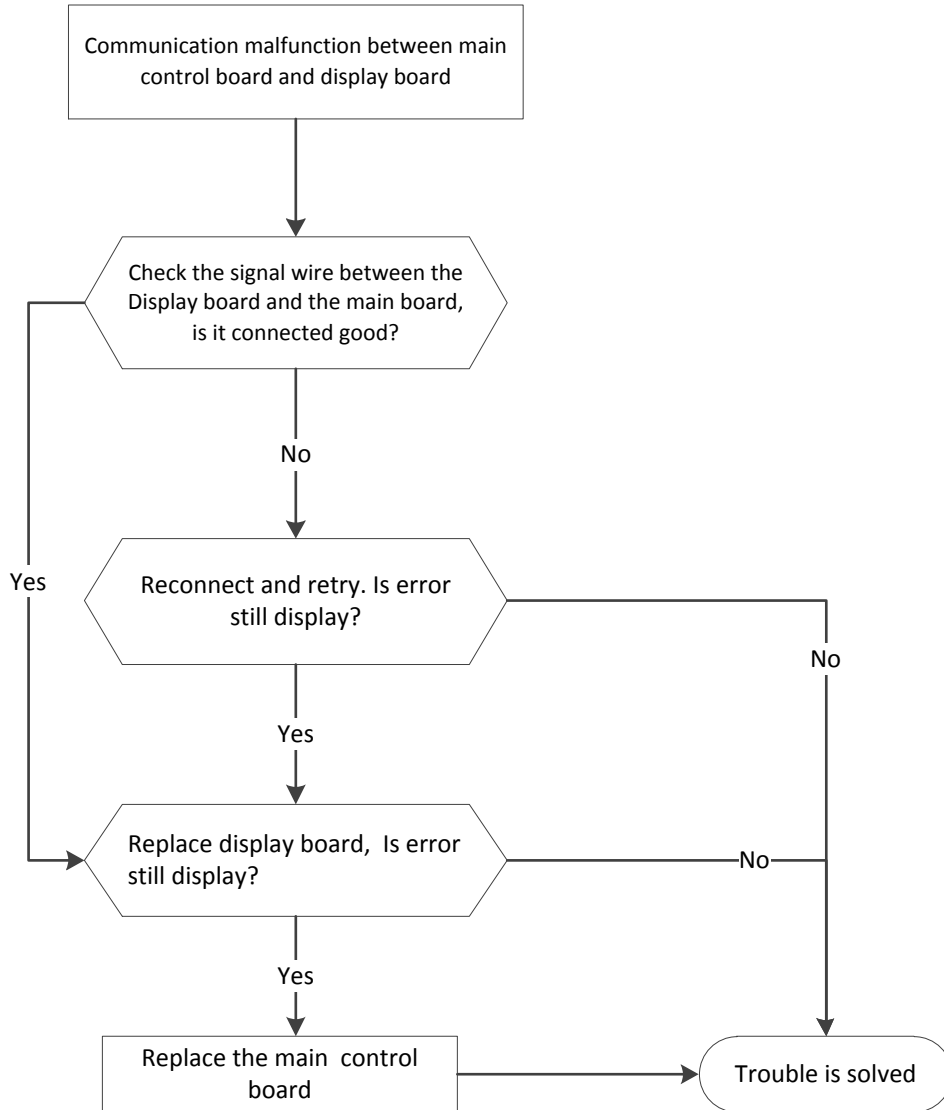 Communication malfunction between main
control board and display board
Check the signal wire between the
Display board and the main board,
is it connected good?
No
Reconnect and retry. Is error
still display?
Yes
No
Yes
Replace display board, Is error
still display?
No
Yes
Replace the main control
board
Trouble is solved